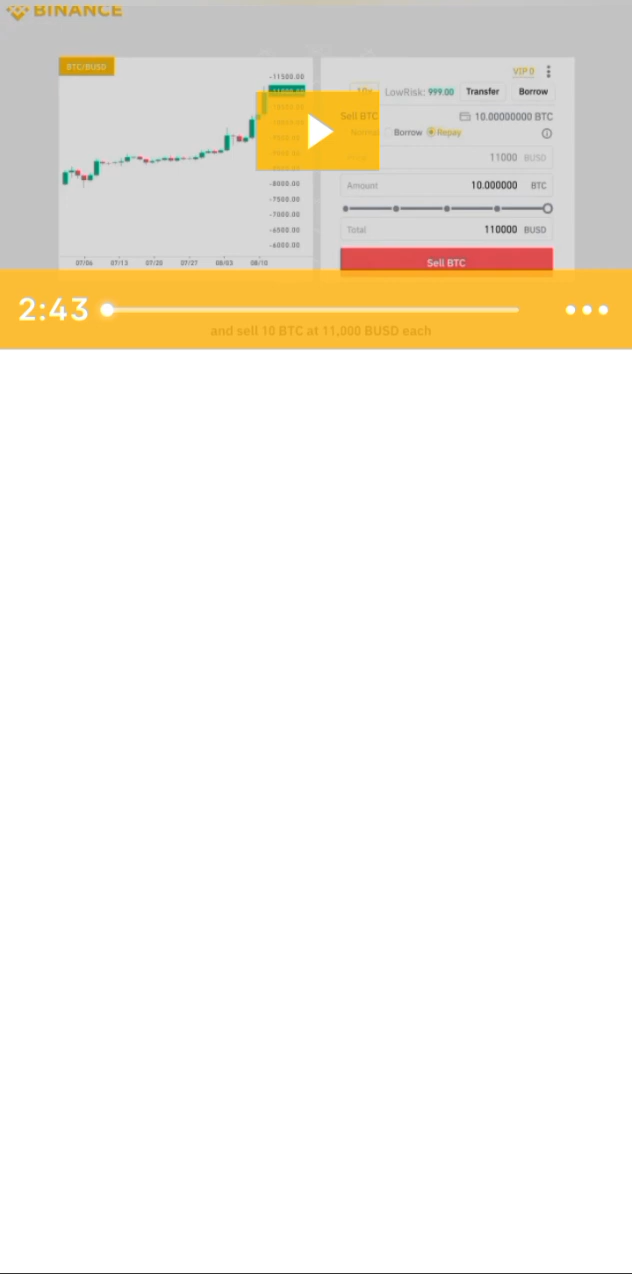 BINANCE
BTC/BUSD
-11500.00
VIP 0
10x LowRisk: 999.00 Transfer Borrow
Sell BTC 10.00000000 BTC
Normal Borrow Repay
11000 BUSD
-8000.00
Amount 10.000000 BTC
-7500.00
-7000.00
Total 110000 BUSD
-6500.00
-6000.00
07/06 07/13 07/20 07/27 08/03 08/10
Sell BTC
2:43
and sell 10 BTC at 11,000 BUSD each